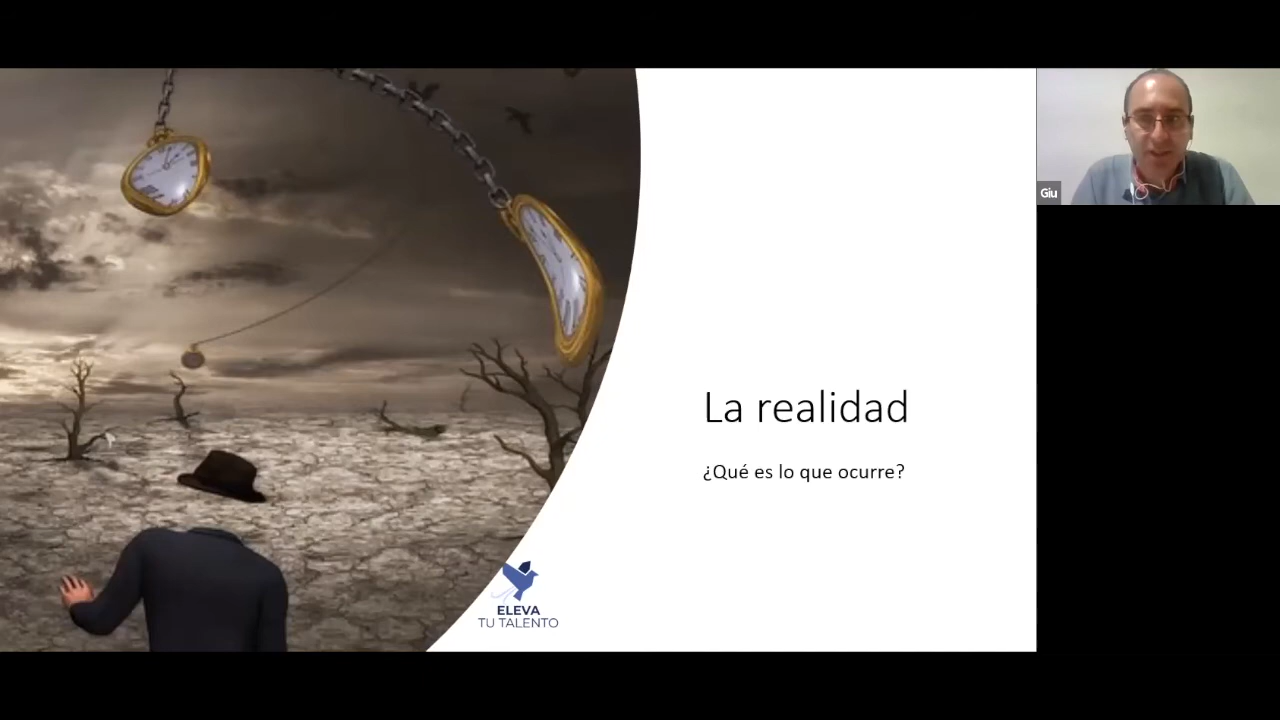 La realidad
¿Qué es lo que ocurre?
ELEVA
TU TALENTO
Giu